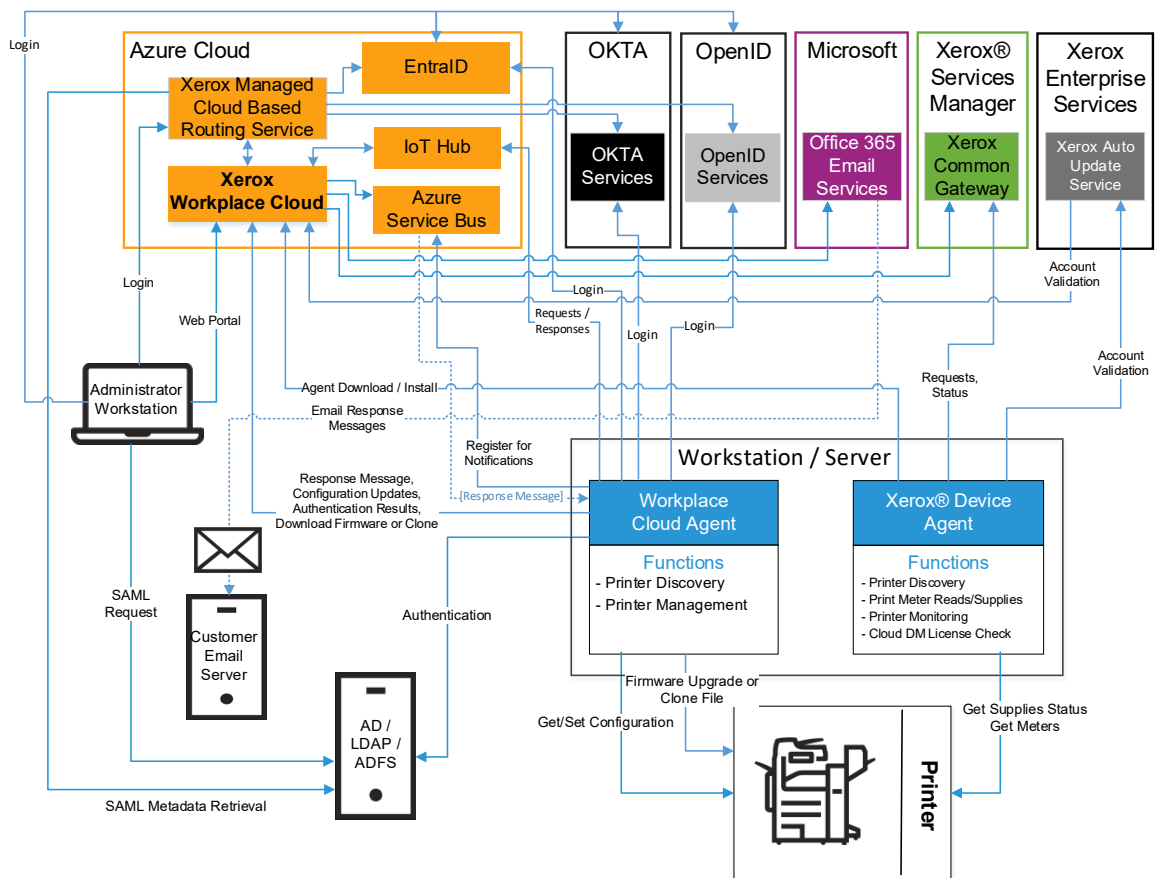 Login
Azure Cloud
EntraID
Xerox Managed
Cloud Based
Routing Service
IoT Hub
Xerox
Workplace Cloud
Azure
Service Bus
OKTA
OKTA
Services
OpenID
OpenID
Services
Microsoft
Office 365
Email
Services
Xerox®
Services
Manager
Xerox
Common
Gateway
Xerox
Enterprise
Services
Xerox Auto
Update
Service
Login
Web Portal
Requests /
Responses
Login
Login
Login
Account
Validation
Account
Validation
Requests,
Status
Administrator
Workstation
Agent Download / Install
Email Response
Messages
Register for
Notifications
Response Message,
Configuration Updates,
Authentication Results,
Download Firmware or Clone
[Response Message]
Workstation / Server
Workplace
Cloud Agent
Functions
- Printer Discovery
- Printer Management
Xerox® Device
Agent
Functions
- Printer Discovery
- Print Meter Reads/Supplies
- Printer Monitoring
- Cloud DM License Check
SAML
Request
Customer
Email
Server
Authentication
AD /
LDAP /
ADFS
SAML Metadata Retrieval
Firmware Upgrade or
Clone File
Get/Set Configuration
Get Supplies Status
Get Meters
Printer